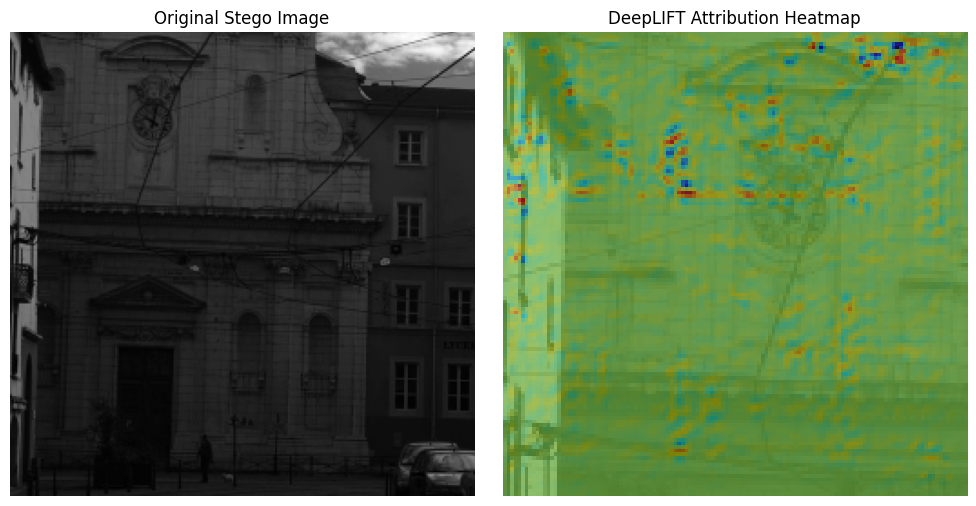 Original Stego Image
DeepLIFT Attribution Heatmap